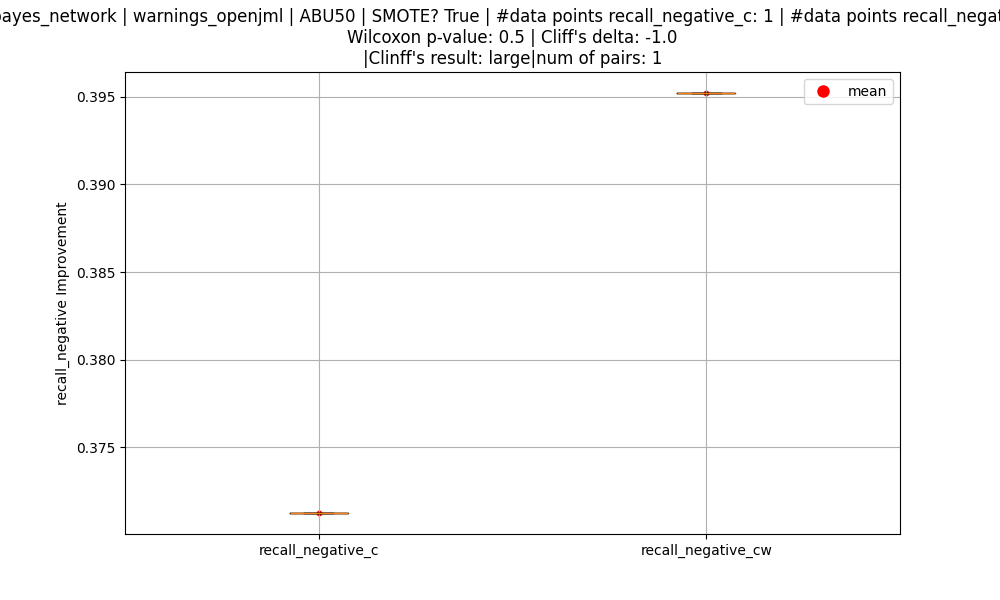 ayes_network | warnings_openjml | ABU50 | SMOTE? True | #data points recall_negative_c: 1 | #data points
Wilcoxon p-value: 0.5 | Cliff's delta: -1.0
|Clinff's result: large|num of pairs: 1
mean
0.395
0.390
0.385
0.380
0.375
recall_negative Improvement
recall_negative_c
recall_negative_cw